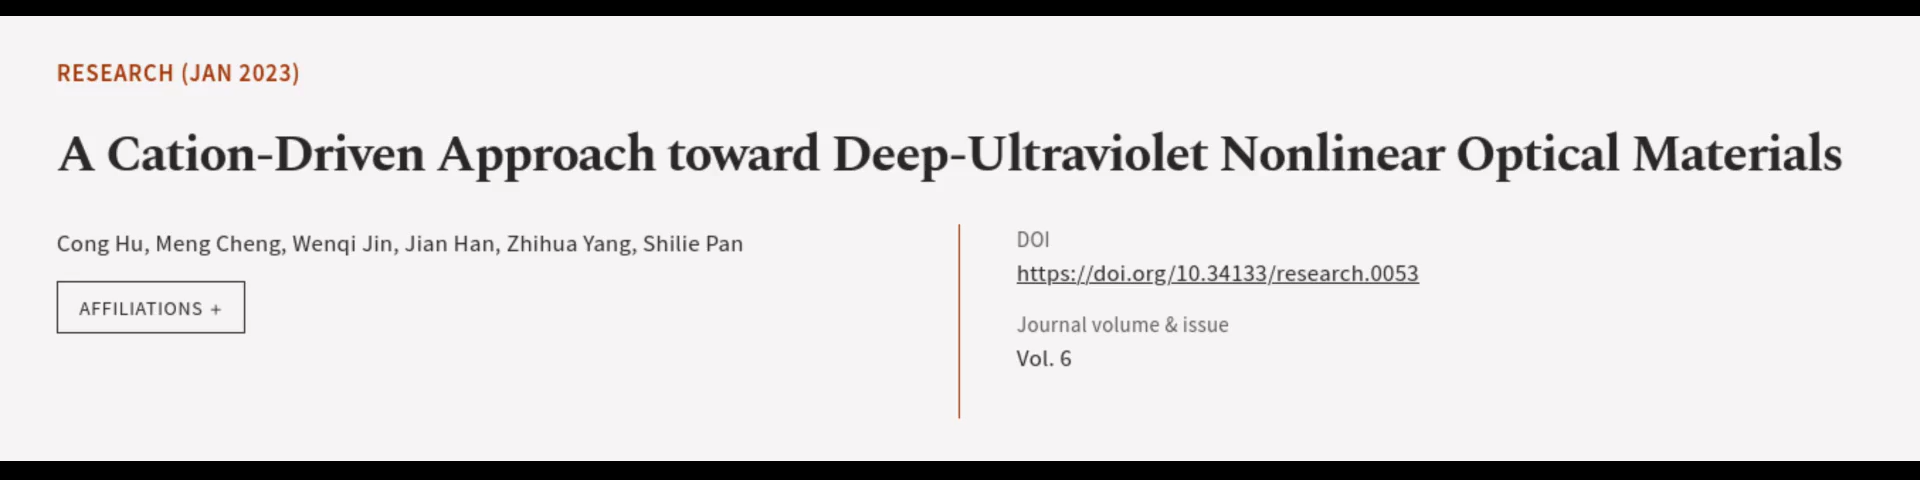 RESEARCH (JAN 2023)
A Cation-Driven Approach toward Deep-Ultraviolet Nonlinear Optical Materials
Cong Hu, Meng Cheng, Wenqi Jin, Jian Han, Zhihua Yang, Shilie Pan
AFFILIATIONS +
DOI
https://doi.org/10.34133/research.0053
Journal volume & issue
Vol. 6